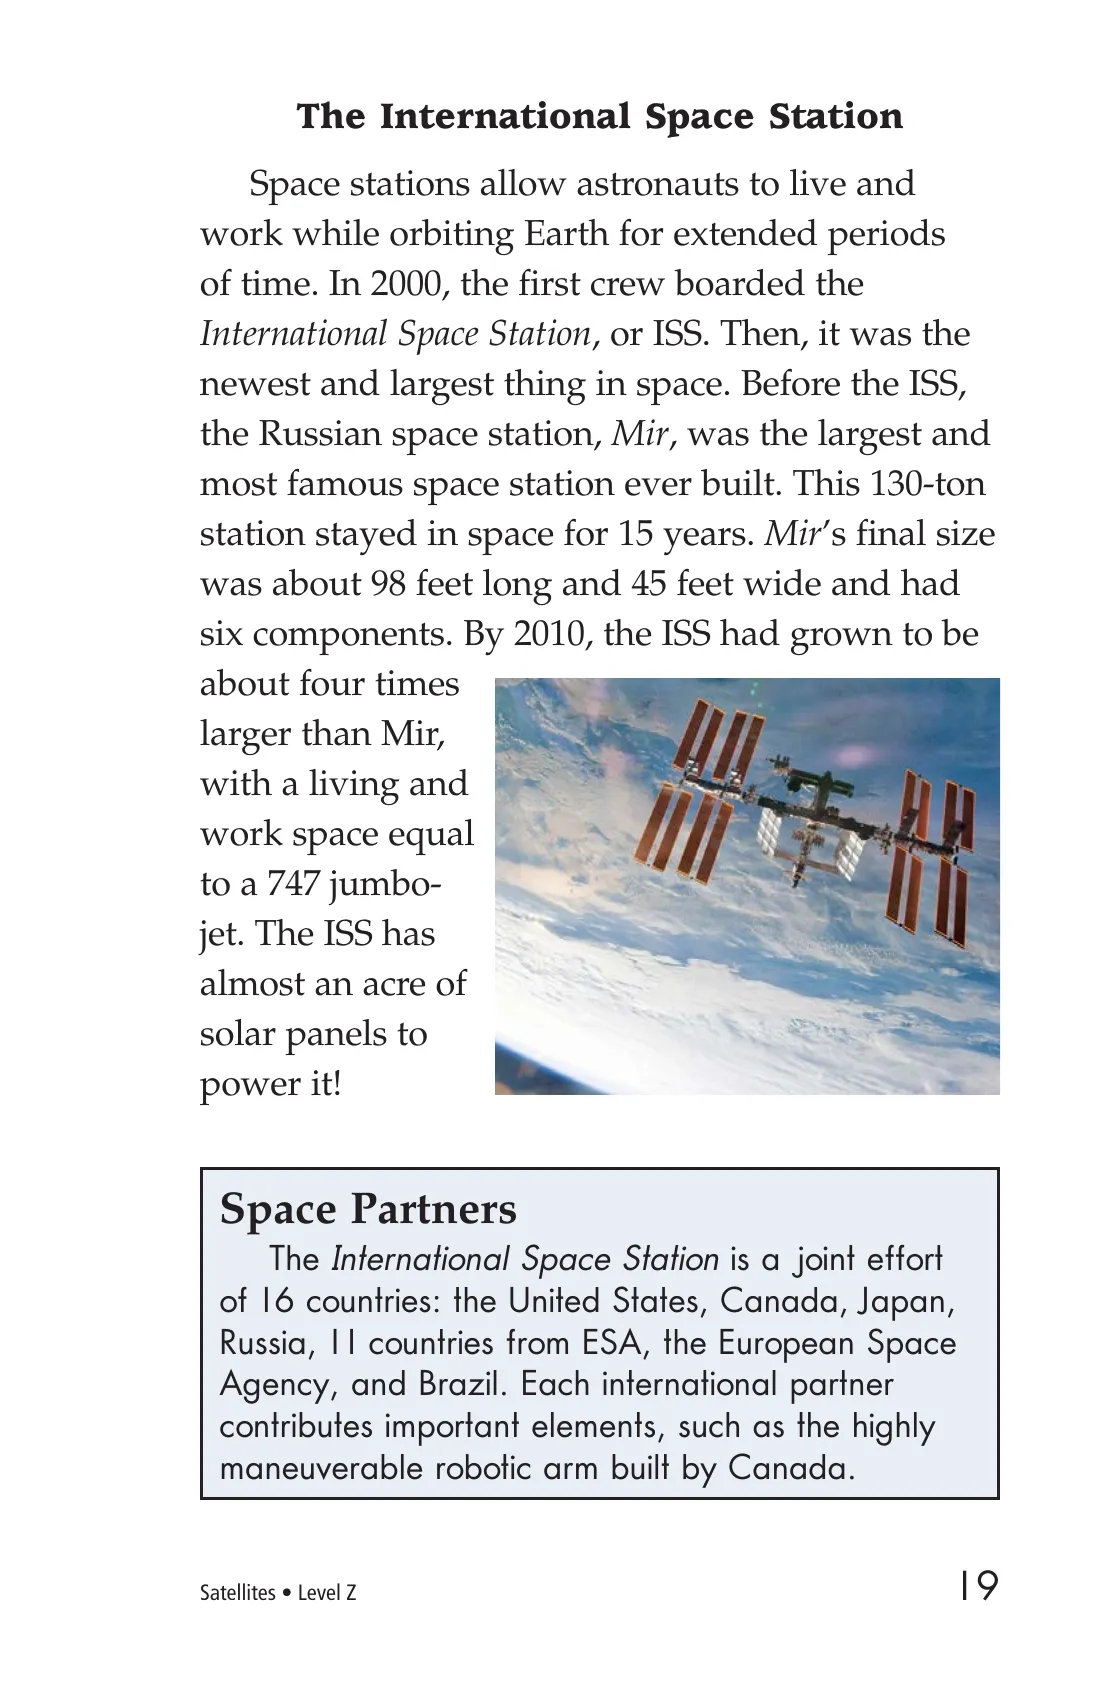 The International Space Station
Space stations allow astronauts to live and
work while orbiting Earth for extended periods
of time. In 2000, the first crew boarded the
International Space Station, or ISS. Then, it was the
newest and largest thing in space. Before the ISS,
the Russian space station, Mir, was the largest and
most famous space station ever built. This 130-ton
station stayed in space for 15 years. Mir’s final size
was about 98 feet long and 45 feet wide and had
six components. By 2010, the ISS had grown to be
about four times
larger than Mir,
with a living and
work space equal
to a 747 jumbo-
jet. The ISS has
almost an acre of
solar panels to
power it!
Space Partners
The International Space Station is a joint effort
of 16 countries: the United States, Canada, Japan,
Russia, 11 countries from ESA, the European Space
Agency, and Brazil. Each international partner
contributes important elements, such as the highly
maneuverable robotic arm built by Canada.
Satellites • Level Z
19